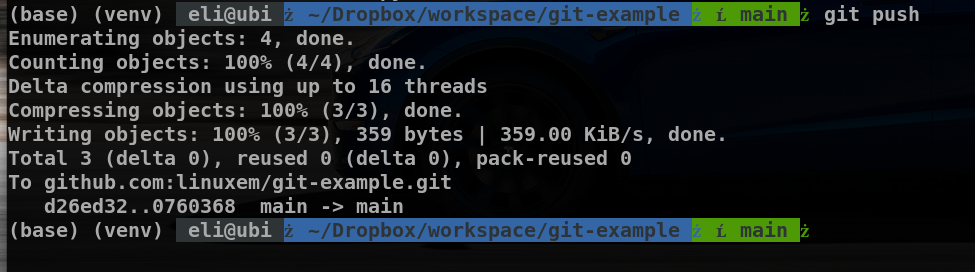 (base) (venv) eli@ubi ż ~/Dropbox/workspace/git-example ż ű main ż git push
Enumerating objects: 4, done.
Counting objects: 100% (4/4), done.
Delta compression using up to 16 threads
Compressing objects: 100% (3/3), done.
Writing objects: 100% (3/3), 359 bytes | 359.00 KiB/s, done.
Total 3 (delta 0), reused 0 (delta 0), pack-reused 0
To github.com:linuxem/git-example.git
d26ed32..0760368 main -> main
(base) (venv) eli@ubi ż ~/Dropbox/workspace/git-example ż ű main ż